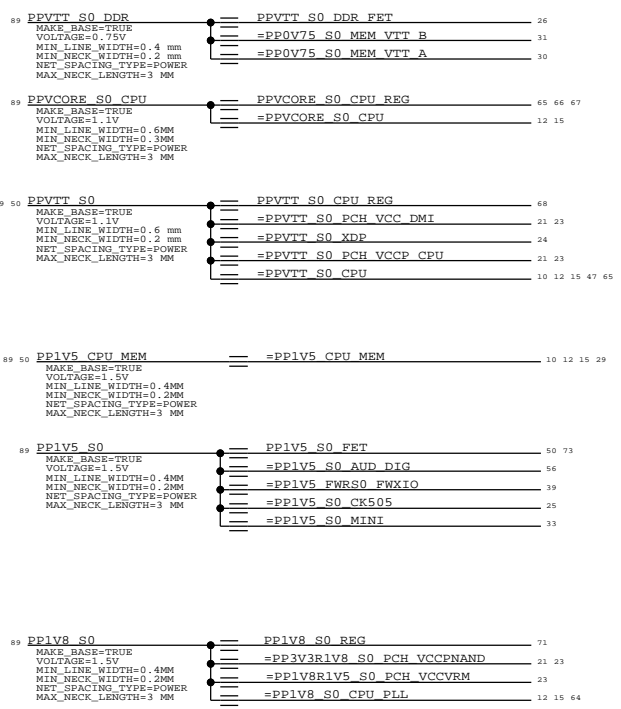 89 PPVTT_S0_DDR PPVTT_S0_DDR_FET 26
MAKE_BASE=TRUE
VOLTAGE=0.75V =PP0V75_S0_MEM_VTT_B 31
MIN_LINE_WIDTH=0.4 mm
MIN_NECK_WIDTH=0.2 mm =PP0V75_S0_MEM_VTT_A 30
NET_SPACING_TYPE=POWER
MAX_NECK_LENGTH=3 MM
89 PPVCORE_S0_CPU PPVCORE_S0_CPU_REG 65 66 67
MAKE_BASE=TRUE
VOLTAGE=1.1V =PPVCORE_S0_CPU 12 15
MIN_LINE_WIDTH=0.6MM
MIN_NECK_WIDTH=0.3MM
NET_SPACING_TYPE=POWER
MAX_NECK_LENGTH=3 MM
9 50 PPVTT_S0 PPVTT_S0_CPU_REG 68
MAKE_BASE=TRUE
VOLTAGE=1.1V =PPVTT_S0_PCH_VCC_DMI 21 23
MIN_LINE_WIDTH=0.6 mm
MIN_NECK_WIDTH=0.2 mm =PPVTT_S0_XDP 24
NET_SPACING_TYPE=POWER
MAX_NECK_LENGTH=3 MM =PPVTT_S0_PCH_VCCP_CPU 21 23
=PPVTT_S0_CPU 10 12 15 47 65
89 50 PP1V5_CPU_MEM =PP1V5_CPU_MEM 10 12 15 29
MAKE_BASE=TRUE
VOLTAGE=1.5V
MIN_LINE_WIDTH=0.4MM
MIN_NECK_WIDTH=0.2MM
NET_SPACING_TYPE=POWER
MAX_NECK_LENGTH=3 MM
89 PP1V5_S0 PP1V5_S0_FET 50 73
MAKE_BASE=TRUE
VOLTAGE=1.5V =PP1V5_S0_AUD_DIG 56
MIN_LINE_WIDTH=0.4MM
MIN_NECK_WIDTH=0.2MM =PP1V5_FWRS0_FWXIO 39
NET_SPACING_TYPE=POWER
MAX_NECK_LENGTH=3 MM =PP1V5_S0_CK505 25
=PP1V5_S0_MINI 33
89 PP1V8_S0 PP1V8_S0_REG 71
MAKE_BASE=TRUE
VOLTAGE=1.5V =PP3V3R1V8_S0_PCH_VCCPNAND 21 23
MIN_LINE_WIDTH=0.4MM
MIN_NECK_WIDTH=0.2MM =PP1V8R1V5_S0_PCH_VCCVRM 23
NET_SPACING_TYPE=POWER
MAX_NECK_LENGTH=3 MM =PP1V8_S0_CPU_PLL 12 15 64